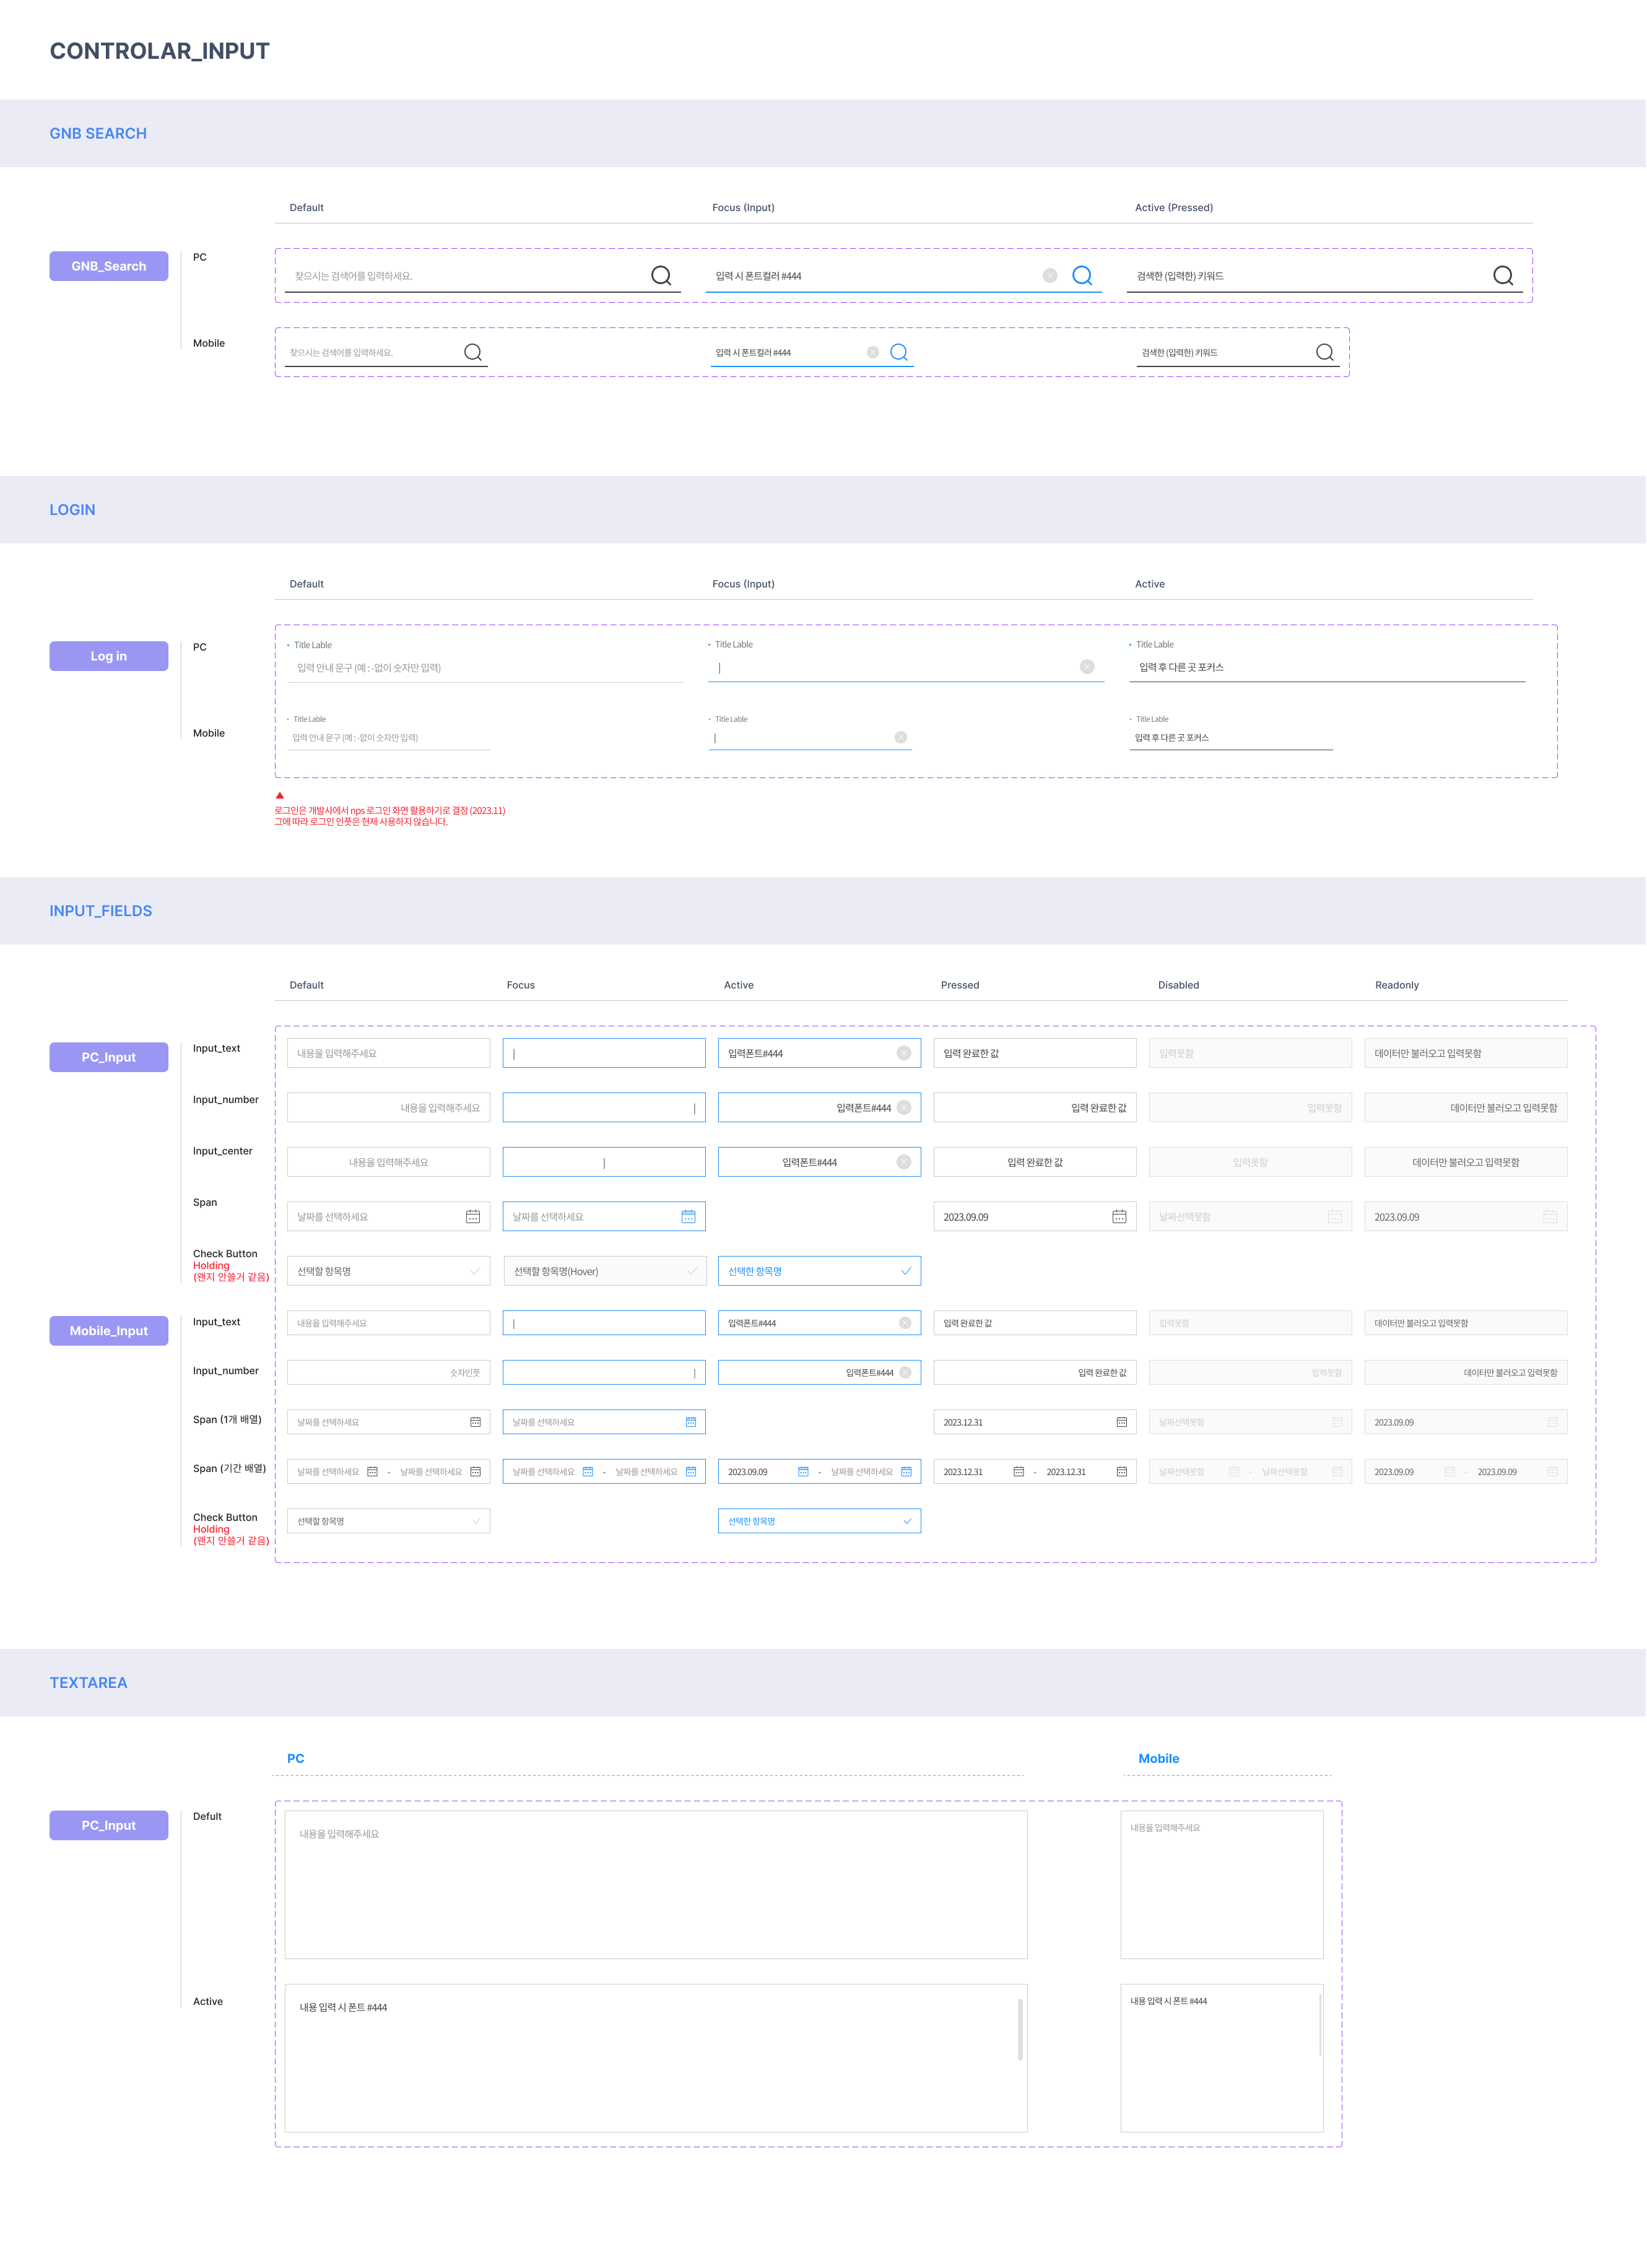 CONTROLAR_INPUT
GNB SEARCH
Default
Focus (Input)
Active (Pressed)
GNB_Search
PC
찾으시는 검색어를 입력하세요.
입력 시 폰트컬러 #444
검색한 (입력한) 키워드
Mobile
찾으시는 검색어를 입력하세요.
입력 시 폰트컬러 #444
검색한 (입력한) 키워드
LOGIN
Default
Focus (Input)
Active
Log in
PC
Title Lable
Title Lable
Title Lable
입력 안내 문구 (예 : -없이 숫자만 입력)
입력 후 다른 곳 포커스
Mobile
Title Lable
Title Lable
Title Lable
입력 안내 문구 (예 : -없이 숫자만 입력)
입력 후 다른 곳 포커스
로그인은 개발사에서 nps 로그인 화면 활용하기로 결정 (2023.11)
그에 따라 로그인 인풋은 현재 사용하지 않습니다.
INPUT_FIELDS
Default
Focus
Active
Pressed
Disabled
Readonly
PC_Input
Input_text
내용을 입력해주세요
입력폰트#444
입력 완료한 값
입력못함
데이터만 불러오고 입력못함
Input_number
내용을 입력해주세요
입력폰트#444
입력 완료한 값
입력못함
데이터만 불러오고 입력못함
Input_center
내용을 입력해주세요
입력폰트#444
입력 완료한 값
입력못함
데이터만 불러오고 입력못함
Span
날짜를 선택하세요
날짜를 선택하세요
2023.09.09
날짜선택못함
2023.09.09
Check Button
Holding
(왠지 안쓸거 같음)
선택할 항목명
선택할 항목명(Hover)
선택한 항목명
Mobile_Input
Input_text
내용을 입력해주세요
입력폰트#444
입력 완료한 값
입력못함
데이터만 불러오고 입력못함
Input_number
숫자인풋
입력폰트#444
입력 완료한 값
입력못함
데이터만 불러오고 입력못함
Span (1개 배열)
날짜를 선택하세요
날짜를 선택하세요
2023.12.31
날짜선택못함
2023.09.09
Span (기간 배열)
날짜를 선택하세요 - 날짜를 선택하세요
날짜를 선택하세요 - 날짜를 선택하세요
2023.09.09 - 날짜를 선택하세요
2023.12.31 - 2023.12.31
날짜선택못함 - 날짜선택못함
2023.09.09 - 2023.09.09
Check Button
Holding
(왠지 안쓸거 같음)
선택할 항목명
선택한 항목명
TEXTAREA
PC
Mobile
PC_Input
Defult
내용을 입력해주세요
내용을 입력해주세요
Active
내용 입력 시 폰트 #444
내용 입력 시 폰트 #444